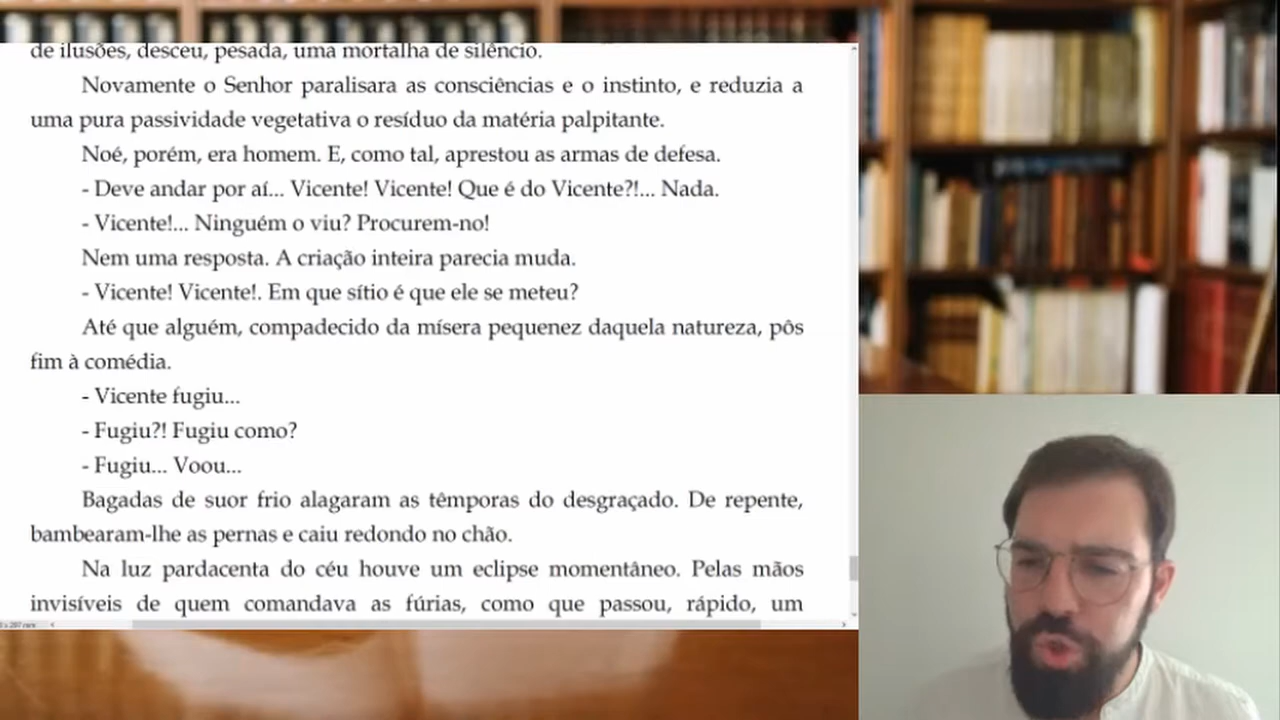 de ilusões, desceu, pesada, uma mortalha de silêncio.
Novamente o Senhor paralisara as consciências e o instinto, e reduzia a
uma pura passividade vegetativa o resíduo da matéria palpitante.
Noé, porém, era homem. E, como tal, aprestou as armas de defesa.
- Deve andar por aí... Vicente! Vicente! Que é do Vicente?!... Nada.
- Vicente!... Ninguém o viu? Procurem-no!
Nem uma resposta. A criação inteira parecia muda.
- Vicente! Vicente!. Em que sítio é que ele se meteu?
Até que alguém, compadecido da mísera pequenez daquela natureza, pôs
fim à comédia.
- Vicente fugiu...
- Fugiu?! Fugiu como?
- Fugiu... Voou...
Bagadas de suor frio alagaram as têmporas do desgraçado. De repente,
bambearam-lhe as pernas e caiu redondo no chão.
Na luz pardacenta do céu houve um eclipse momentâneo. Pelas mãos
invisíveis de quem comandava as fúrias, como que passou, rápido, um